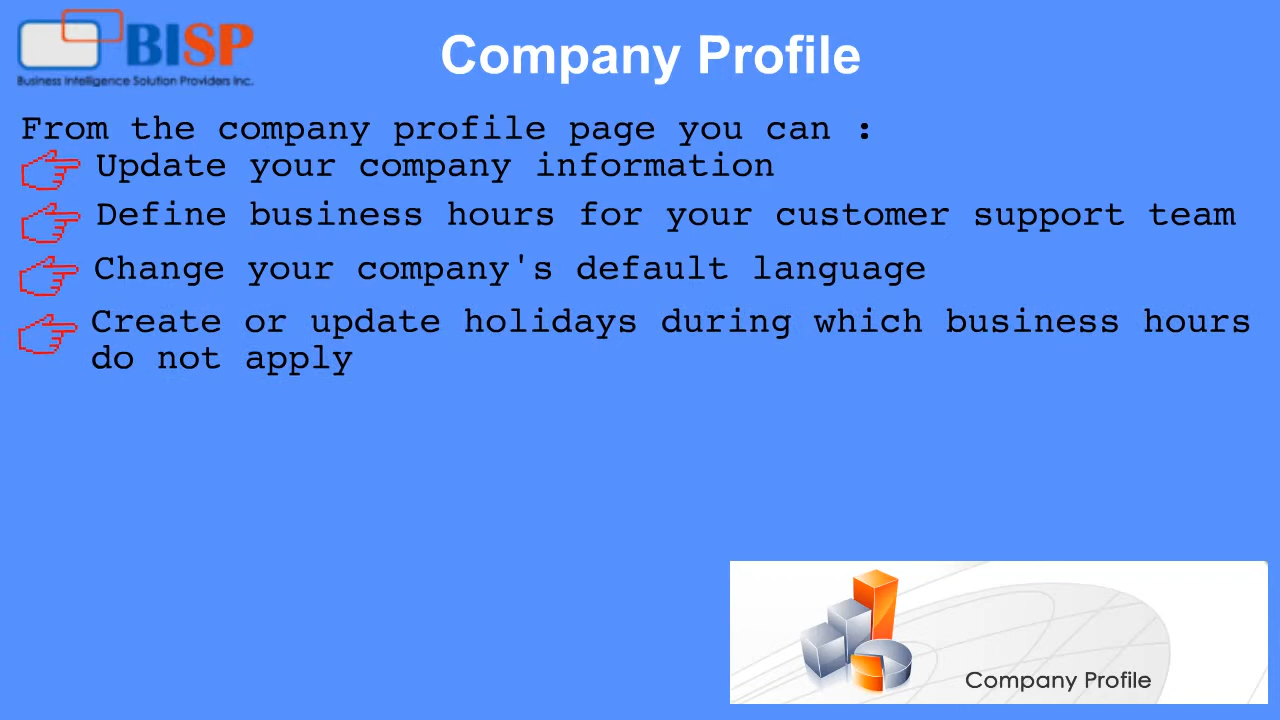 BISP
Business Intelligence Solution Providers Inc.
Company Profile
From the company profile page you can :
Update your company information
Define business hours for your customer support team
Change your company's default language
Create or update holidays during which business hours
do not apply
Company Profile